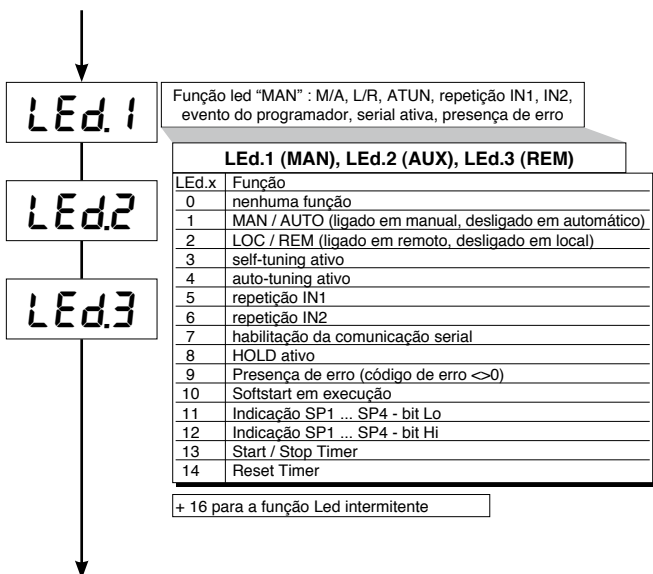 LEd.1
Função led “MAN” : M/A, L/R, ATUN, repetição IN1, IN2,
evento do programador, serial ativa, presença de erro
LEd.1 (MAN), LEd.2 (AUX), LEd.3 (REM)
LEd.2
LEd.3
LEd.x Função
0 nenhuma função
1 MAN / AUTO (ligado em manual, desligado em automático)
2 LOC / REM (ligado em remoto, desligado em local)
3 self-tuning ativo
4 auto-tuning ativo
5 repetição IN1
6 repetição IN2
7 habilitação da comunicação serial
8 HOLD ativo
9 Presença de erro (código de erro <>0)
10 Softstart em execução
11 Indicação SP1 ... SP4 - bit Lo
12 Indicação SP1 ... SP4 - bit Hi
13 Start / Stop Timer
14 Reset Timer
+ 16 para a função Led intermitente